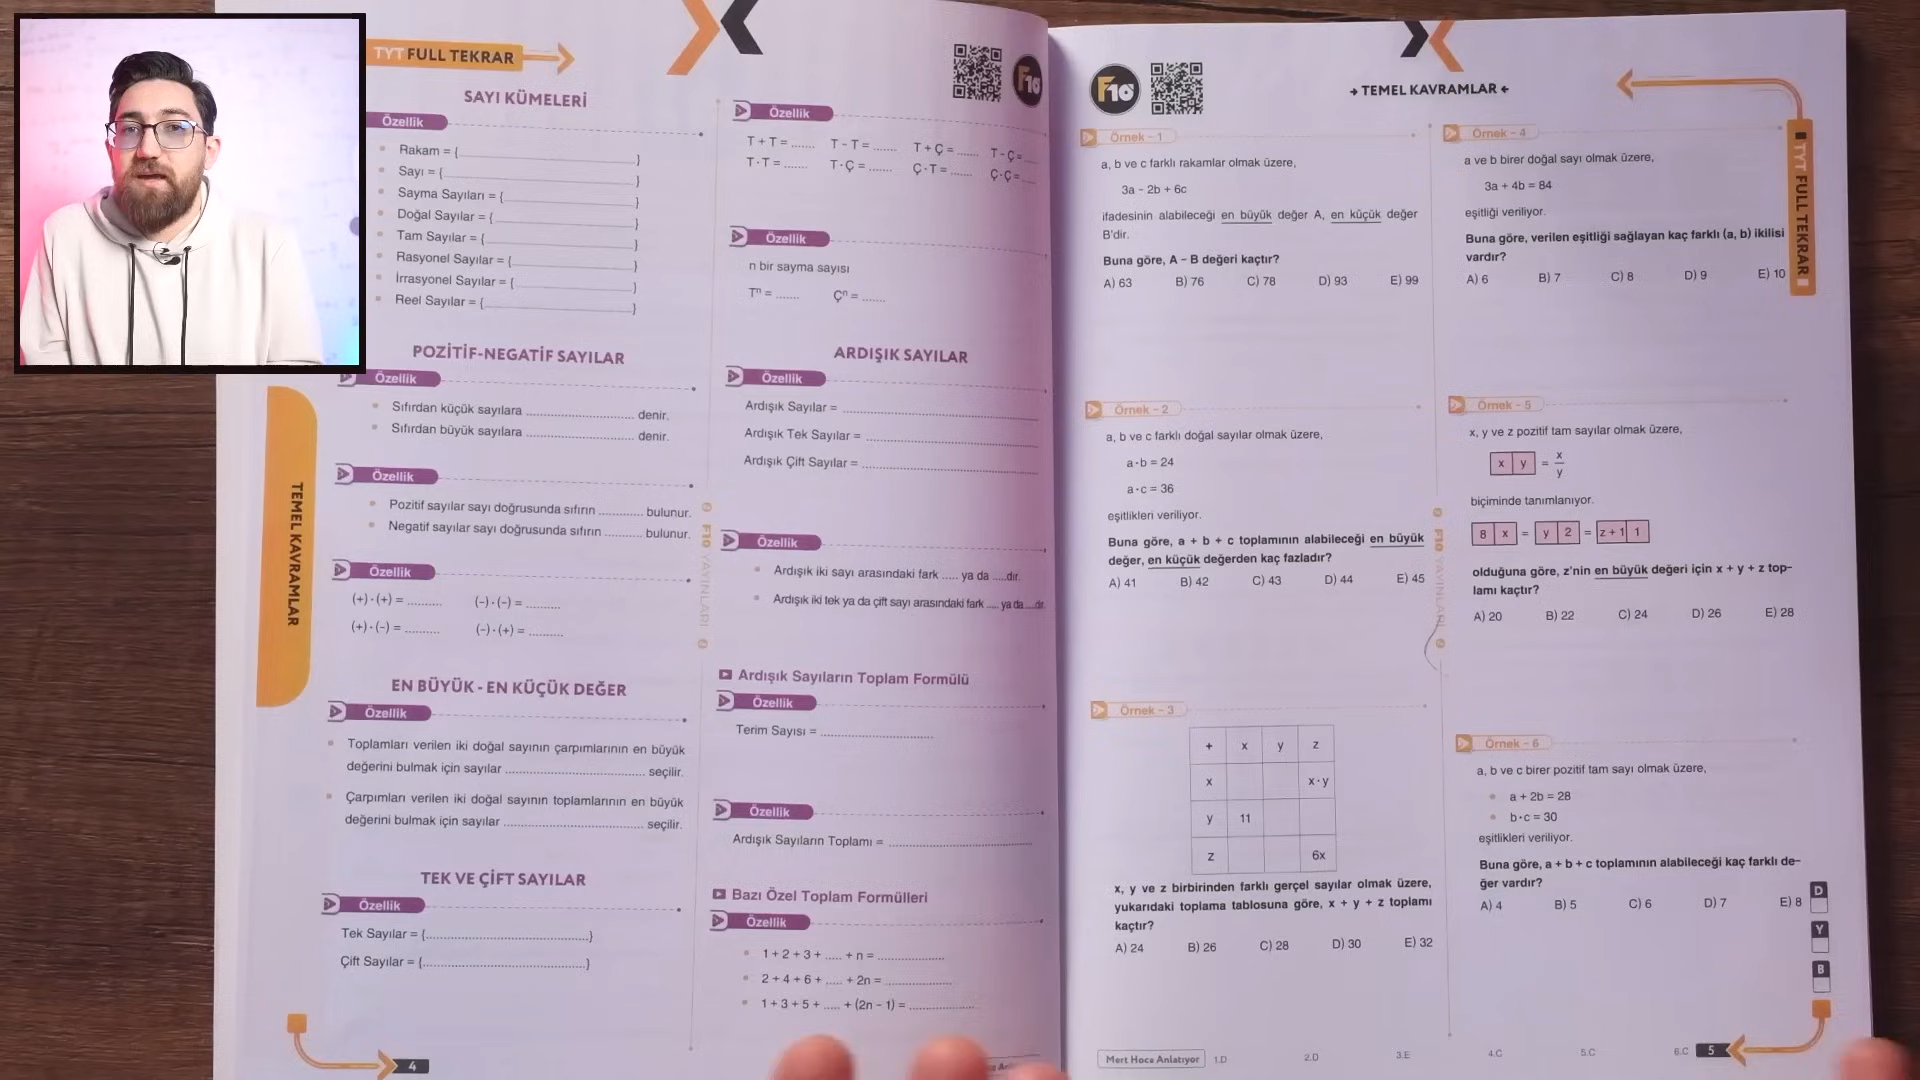 TYT FULL TEKRAR
SAYI KÜMELERİ
Özellik
Rakam = {..............................}
Sayı = {..............................}
Sayma Sayıları = {..............................}
Doğal Sayılar = {..............................}
Tam Sayılar = {..............................}
Rasyonel Sayılar = {..............................}
İrrasyonel Sayılar = {..............................}
Reel Sayılar = {..............................}
POZİTİF-NEGATİF SAYILAR
Özellik
Sıfırdan küçük sayılara .............................. denir.
Sıfırdan büyük sayılara .............................. denir.
Özellik
Pozitif sayılar sayı doğrusunda sıfırın ............ bulunur.
Negatif sayılar sayı doğrusunda sıfırın .......... bulunur.
Özellik
(+)·(+) = .......... (–)·(–) = ..........
(+)·(–) = .......... (–)·(+) = ..........
EN BÜYÜK - EN KÜÇÜK DEĞER
Özellik
Toplamları verilen iki doğal sayının çarpımlarının en büyük
değerini bulmak için sayılar ........................................ seçilir.
Çarpımları verilen iki doğal sayının toplamlarının en büyük
değerini bulmak için sayılar ........................................ seçilir.
TEK VE ÇİFT SAYILAR
Özellik
Tek Sayılar = {..............................................}
Çift Sayılar = {..............................................}
TEMEL KAVRAMLAR
4
F10
Özellik
T + T = ....... T – T = ....... T + Ç = ...... T – Ç = ....
T · T = ....... T · Ç = ....... Ç · T = ...... Ç · Ç = ....
Özellik
n bir sayma sayısı
Tⁿ = ....... Çⁿ = .......
ARDIŞIK SAYILAR
Özellik
Ardışık Sayılar = ..............................
Ardışık Tek Sayılar = ..............................
Ardışık Çift Sayılar = ..............................
Özellik
Ardışık iki sayı arasındaki fark ..... ya da .....dır.
Ardışık iki tek ya da çift sayı arasındaki fark .... ya da ....dır.
Ardışık Sayıların Toplam Formülü
Özellik
Terim Sayısı = ..............................
Özellik
Ardışık Sayıların Toplamı = ..............................
Bazı Özel Toplam Formülleri
Özellik
1 + 2 + 3 + ..... + n = ....................
2 + 4 + 6 + ..... + 2n = ....................
1 + 3 + 5 + ..... + (2n – 1) = ....................
F10 YAYINLARI
F10
TEMEL KAVRAMLAR
Örnek – 1
a, b ve c farklı rakamlar olmak üzere,
3a – 2b + 6c
ifadesinin alabileceği en büyük değer A, en küçük değer
B'dir.
Buna göre, A – B değeri kaçtır?
A) 63 B) 76 C) 78 D) 93 E) 99
Örnek – 2
a, b ve c farklı doğal sayılar olmak üzere,
a·b = 24
a·c = 36
eşitlikleri veriliyor.
Buna göre, a + b + c toplamının alabileceği en büyük
değer, en küçük değerden kaç fazladır?
A) 41 B) 42 C) 43 D) 44 E) 45
Örnek – 3
+ x y z
x x·y
y 11
z 6x
x, y ve z birbirinden farklı gerçel sayılar olmak üzere,
yukarıdaki toplama tablosuna göre, x + y + z toplamı
kaçtır?
A) 24 B) 26 C) 28 D) 30 E) 32
F10 YAYINLARI
Örnek – 4
a ve b birer doğal sayı olmak üzere,
3a + 4b = 84
eşitliği veriliyor.
Buna göre, verilen eşitliği sağlayan kaç farklı (a, b) ikilisi
vardır?
A) 6 B) 7 C) 8 D) 9 E) 10
Örnek – 5
x, y ve z pozitif tam sayılar olmak üzere,
x y = x/y
biçiminde tanımlanıyor.
8 x = y 2 = z + 1 1
olduğuna göre, z'nin en büyük değeri için x + y + z top-
lamı kaçtır?
A) 20 B) 22 C) 24 D) 26 E) 28
Örnek – 6
a, b ve c birer pozitif tam sayı olmak üzere,
a + 2b = 28
b·c = 30
eşitlikleri veriliyor.
Buna göre, a + b + c toplamının alabileceği kaç farklı de-
ğer vardır?
A) 4 B) 5 C) 6 D) 7 E) 8
TYT FULL TEKRAR
D
Y
B
Mert Hoca Anlatıyor 1.D 2.D 3.E 4.C 5.C 6.C 5